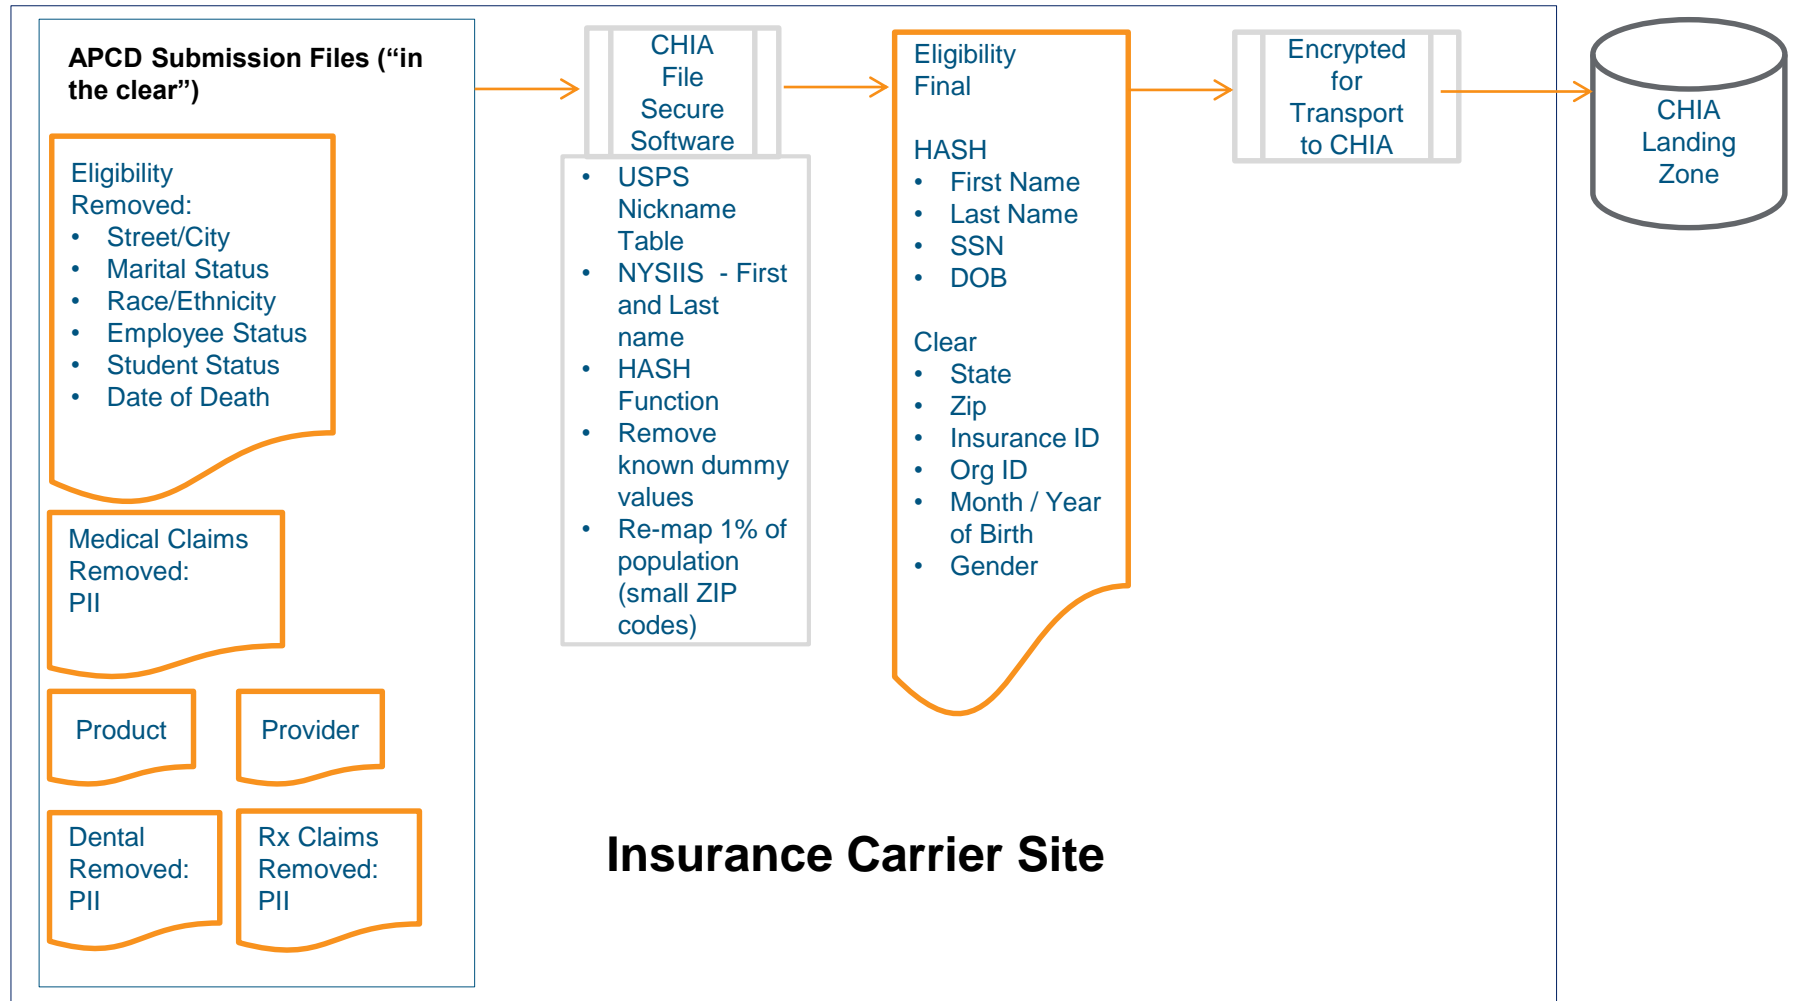 APCD Submission Files (“in
the clear”)
Eligibility
Removed:
• Street/City
• Marital Status
• Race/Ethnicity
• Employee Status
• Student Status
• Date of Death
Medical Claims
Removed:
PII
Product
Provider
Dental
Removed:
PII
Rx Claims
Removed:
PII
CHIA
File
Secure
Software
• USPS
Nickname
Table
• NYSIIS - First
and Last
name
• HASH
Function
• Remove
known dummy
values
• Re-map 1% of
population
(small ZIP
codes)
Eligibility
Final
HASH
• First Name
• Last Name
• SSN
• DOB
Clear
• State
• Zip
• Insurance ID
• Org ID
• Month / Year
of Birth
• Gender
Encrypted
for
Transport
to CHIA
CHIA
Landing
Zone
Insurance Carrier Site